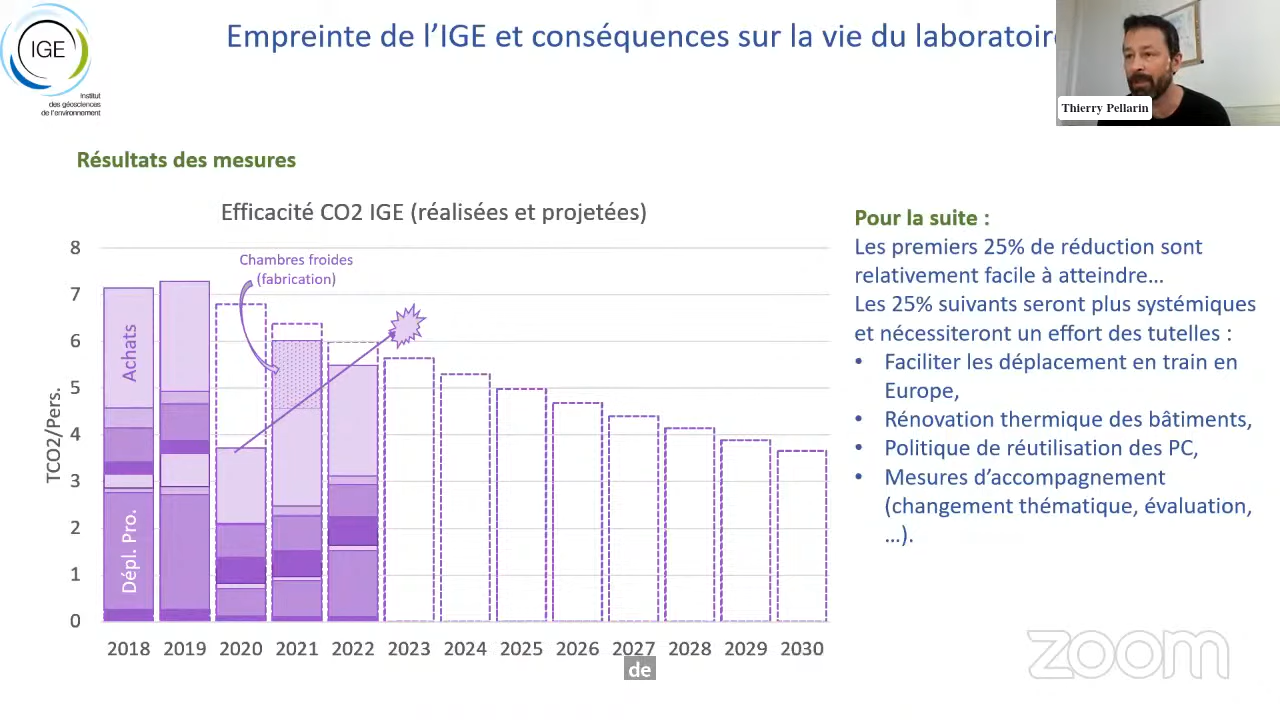 IGE
institut
des géosciences
de l'environnement
Empreinte de l'IGE et conséquences sur la vie du laboratoire
Thierry Pellarin
Résultats des mesures
Efficacité CO2 IGE (réalisées et projetées)
TCO2/Pers.
8
7
6
5
4
3
2
1
0
Chambres froides
(fabrication)
Achats
Dépl. Pro.
2018 2019 2020 2021 2022 2023 2024 2025 2026 2027 2028 2029 2030
Pour la suite :
Les premiers 25% de réduction sont
relativement facile à atteindre…
Les 25% suivants seront plus systémiques
et nécessiteront un effort des tutelles :
• Faciliter les déplacement en train en
Europe,
• Rénovation thermique des bâtiments,
• Politique de réutilisation des PC,
• Mesures d'accompagnement
(changement thématique, évaluation,
…).
de
zoom